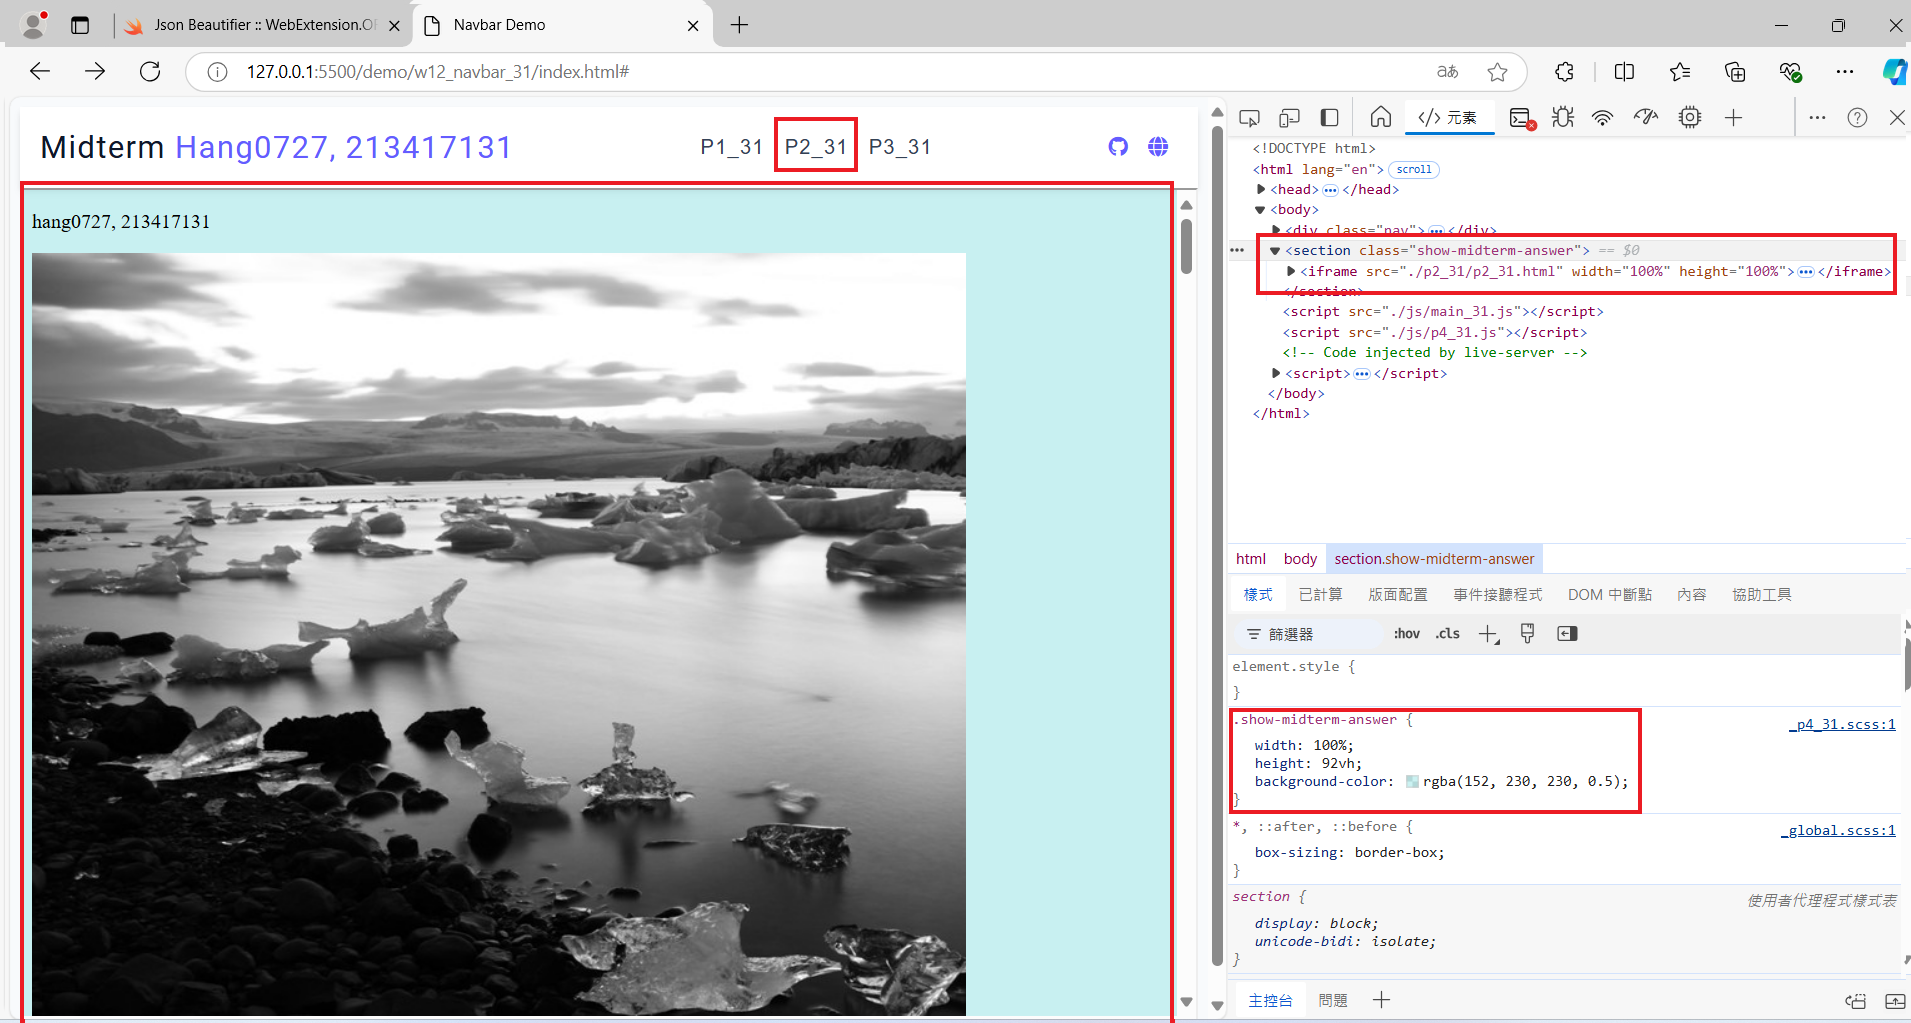 Json Beautifier :: WebExtension.O
Navbar Demo
127.0.0.1:5500/demo/w12_navbar_31/index.html#
aあ
Midterm Hang0727, 213417131
P1_31 P2_31 P3_31
hang0727, 213417131
</> 元素
<!DOCTYPE html>
<html lang="en"> scroll
<head> ••• </head>
<body>
<div class="nav"> ••• </div>
••• <section class="show-midterm-answer"> == $0
<iframe src="./p2_31/p2_31.html" width="100%" height="100%"> ••• </iframe>
</section>
<script src="./js/main_31.js"></script>
<script src="./js/p4_31.js"></script>
<!-- Code injected by live-server -->
<script> ••• </script>
</body>
</html>
html body section.show-midterm-answer
樣式 已計算 版面配置 事件接聽程式 DOM 中斷點 內容 協助工具
篩選器 :hov .cls
element.style {
}
.show-midterm-answer { _p4_31.scss:1
width: 100%;
height: 92vh;
background-color: rgba(152, 230, 230, 0.5);
}
*, ::after, ::before { _global.scss:1
box-sizing: border-box;
}
section { 使用者代理程式樣式表
display: block;
unicode-bidi: isolate;
}
主控台 問題